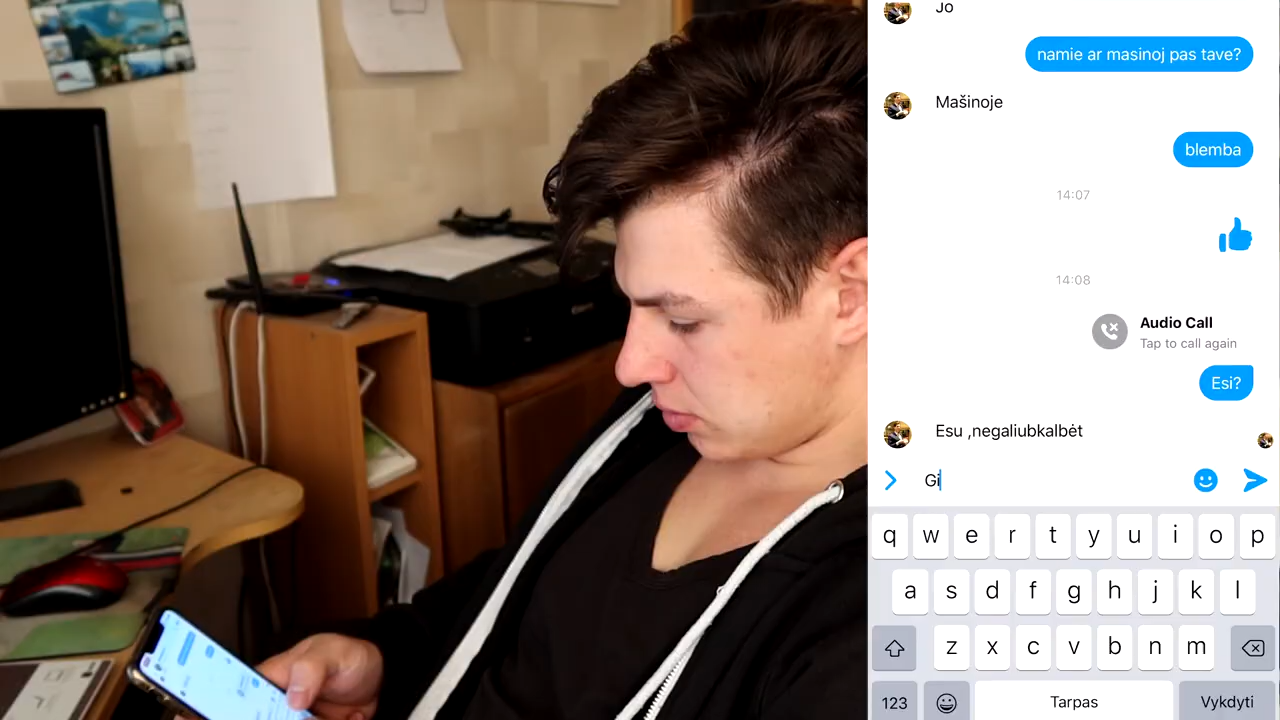 Jo
namie ar masinoj pas tave?
Mašinoje
blemba
14:07
14:08
Audio Call
Tap to call again
Esi?
Esu ,negaliubkalbėt
Gi
q w e r t y u i o p
a s d f g h j k l
z x c v b n m
123 Tarpas Vykdyti